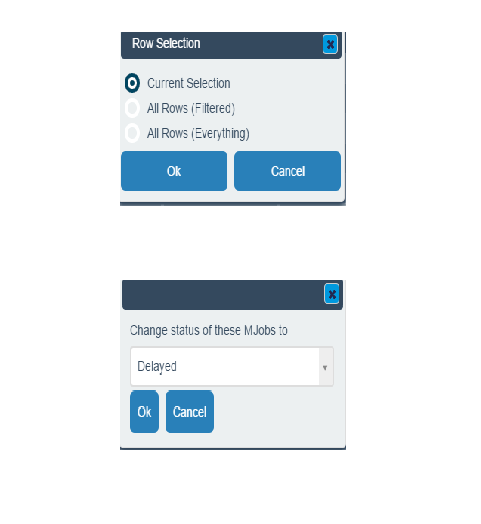 Row Selection
Current Selection
All Rows (Filtered)
All Rows (Everything)
Ok Cancel
Change status of these MJobs to
Delayed
Ok Cancel